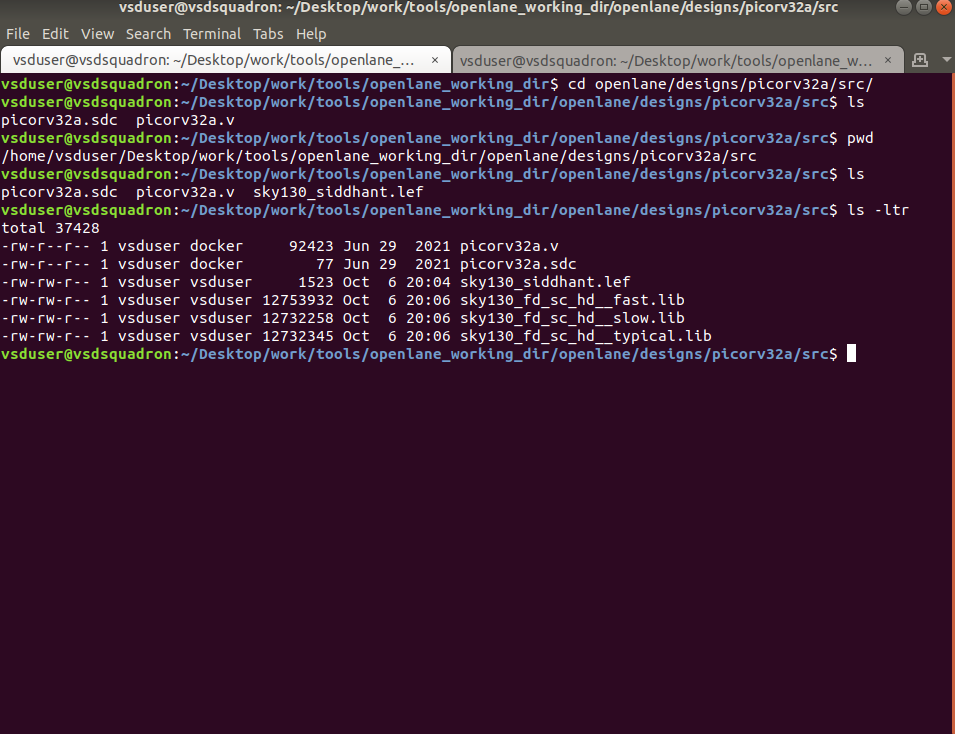 vsduser@vsdsquadron: ~/Desktop/work/tools/openlane_working_dir/openlane/designs/picorv32a/src
File Edit View Search Terminal Tabs Help
vsduser@vsdsquadron: ~/Desktop/work/tools/openlane_... × vsduser@vsdsquadron: ~/Desktop/work/tools/openlane_w... ×
vsduser@vsdsquadron:~/Desktop/work/tools/openlane_working_dir$ cd openlane/designs/picorv32a/src/
vsduser@vsdsquadron:~/Desktop/work/tools/openlane_working_dir/openlane/designs/picorv32a/src$ ls
picorv32a.sdc  picorv32a.v
vsduser@vsdsquadron:~/Desktop/work/tools/openlane_working_dir/openlane/designs/picorv32a/src$ pwd
/home/vsduser/Desktop/work/tools/openlane_working_dir/openlane/designs/picorv32a/src
vsduser@vsdsquadron:~/Desktop/work/tools/openlane_working_dir/openlane/designs/picorv32a/src$ ls
picorv32a.sdc  picorv32a.v  sky130_siddhant.lef
vsduser@vsdsquadron:~/Desktop/work/tools/openlane_working_dir/openlane/designs/picorv32a/src$ ls -ltr
total 37428
-rw-r--r-- 1 vsduser docker     92423 Jun 29  2021 picorv32a.v
-rw-r--r-- 1 vsduser docker        77 Jun 29  2021 picorv32a.sdc
-rw-rw-r-- 1 vsduser vsduser     1523 Oct  6 20:04 sky130_siddhant.lef
-rw-rw-r-- 1 vsduser vsduser 12753932 Oct  6 20:06 sky130_fd_sc_hd__fast.lib
-rw-rw-r-- 1 vsduser vsduser 12732258 Oct  6 20:06 sky130_fd_sc_hd__slow.lib
-rw-rw-r-- 1 vsduser vsduser 12732345 Oct  6 20:06 sky130_fd_sc_hd__typical.lib
vsduser@vsdsquadron:~/Desktop/work/tools/openlane_working_dir/openlane/designs/picorv32a/src$